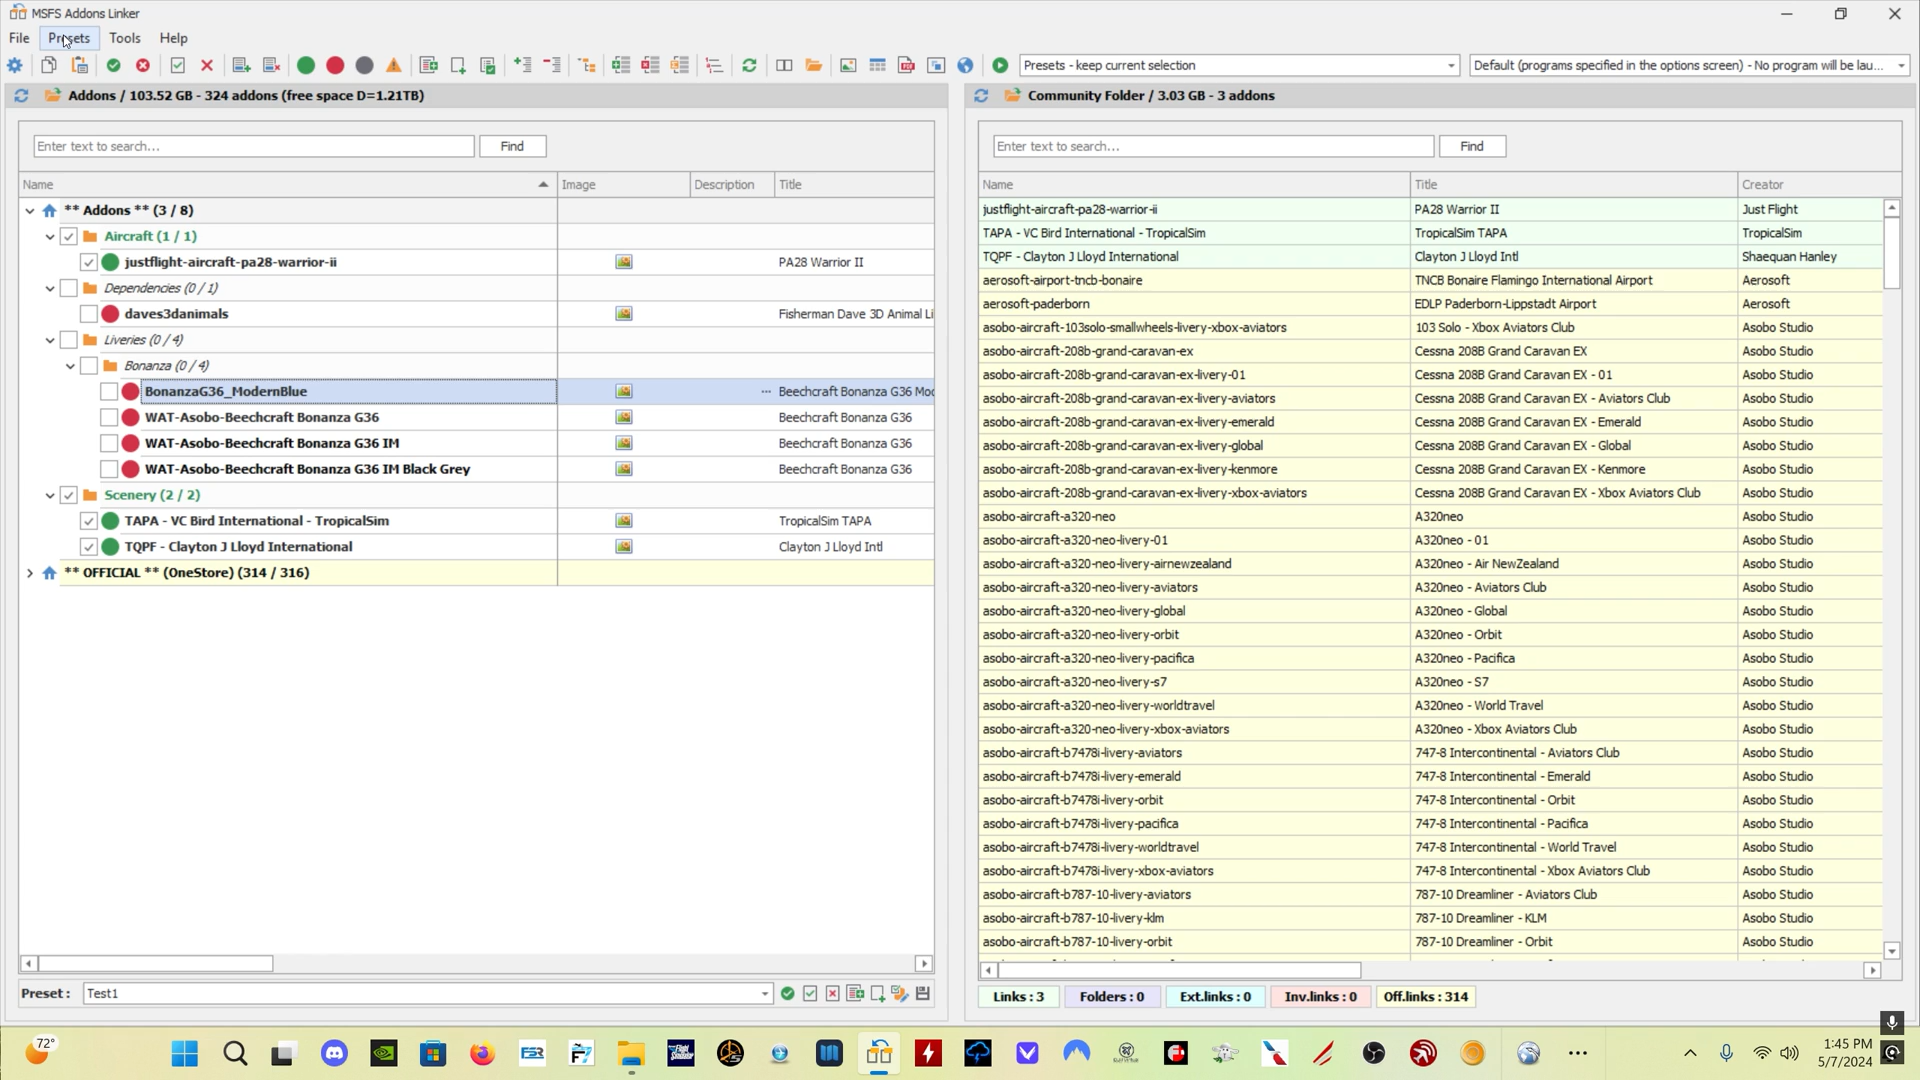 MSFS Addons Linker
File Presets Tools Help
Presets - keep current selection
Default (programs specified in the options screen) - No program will be lau...
Addons / 103.52 GB - 324 addons (free space D=1.21TB)
Enter text to search... Find
Name Image Description Title
** Addons ** (3 / 8)
Aircraft (1 / 1)
justflight-aircraft-pa28-warrior-ii PA28 Warrior II
Dependencies (0 / 1)
daves3danimals Fisherman Dave 3D Animal Li
Liveries (0 / 4)
Bonanza (0 / 4)
BonanzaG36_ModernBlue ... Beechcraft Bonanza G36 Mod
WAT-Asobo-Beechcraft Bonanza G36 Beechcraft Bonanza G36
WAT-Asobo-Beechcraft Bonanza G36 IM Beechcraft Bonanza G36
WAT-Asobo-Beechcraft Bonanza G36 IM Black Grey Beechcraft Bonanza G36
Scenery (2 / 2)
TAPA - VC Bird International - TropicalSim TropicalSim TAPA
TQPF - Clayton J Lloyd International Clayton J Lloyd Intl
** OFFICIAL ** (OneStore) (314 / 316)
Preset : Test1
Community Folder / 3.03 GB - 3 addons
Enter text to search... Find
Name Title Creator
justflight-aircraft-pa28-warrior-ii PA28 Warrior II Just Flight
TAPA - VC Bird International - TropicalSim TropicalSim TAPA TropicalSim
TQPF - Clayton J Lloyd International Clayton J Lloyd Intl Shaequan Hanley
aerosoft-airport-tncb-bonaire TNCB Bonaire Flamingo International Airport Aerosoft
aerosoft-paderborn EDLP Paderborn-Lippstadt Airport Aerosoft
asobo-aircraft-103solo-smallwheels-livery-xbox-aviators 103 Solo - Xbox Aviators Club Asobo Studio
asobo-aircraft-208b-grand-caravan-ex Cessna 208B Grand Caravan EX Asobo Studio
asobo-aircraft-208b-grand-caravan-ex-livery-01 Cessna 208B Grand Caravan EX - 01 Asobo Studio
asobo-aircraft-208b-grand-caravan-ex-livery-aviators Cessna 208B Grand Caravan EX - Aviators Club Asobo Studio
asobo-aircraft-208b-grand-caravan-ex-livery-emerald Cessna 208B Grand Caravan EX - Emerald Asobo Studio
asobo-aircraft-208b-grand-caravan-ex-livery-global Cessna 208B Grand Caravan EX - Global Asobo Studio
asobo-aircraft-208b-grand-caravan-ex-livery-kenmore Cessna 208B Grand Caravan EX - Kenmore Asobo Studio
asobo-aircraft-208b-grand-caravan-ex-livery-xbox-aviators Cessna 208B Grand Caravan EX - Xbox Aviators Club Asobo Studio
asobo-aircraft-a320-neo A320neo Asobo Studio
asobo-aircraft-a320-neo-livery-01 A320neo - 01 Asobo Studio
asobo-aircraft-a320-neo-livery-airnewzealand A320neo - Air NewZealand Asobo Studio
asobo-aircraft-a320-neo-livery-aviators A320neo - Aviators Club Asobo Studio
asobo-aircraft-a320-neo-livery-global A320neo - Global Asobo Studio
asobo-aircraft-a320-neo-livery-orbit A320neo - Orbit Asobo Studio
asobo-aircraft-a320-neo-livery-pacifica A320neo - Pacifica Asobo Studio
asobo-aircraft-a320-neo-livery-s7 A320neo - S7 Asobo Studio
asobo-aircraft-a320-neo-livery-worldtravel A320neo - World Travel Asobo Studio
asobo-aircraft-a320-neo-livery-xbox-aviators A320neo - Xbox Aviators Club Asobo Studio
asobo-aircraft-b7478i-livery-aviators 747-8 Intercontinental - Aviators Club Asobo Studio
asobo-aircraft-b7478i-livery-emerald 747-8 Intercontinental - Emerald Asobo Studio
asobo-aircraft-b7478i-livery-orbit 747-8 Intercontinental - Orbit Asobo Studio
asobo-aircraft-b7478i-livery-pacifica 747-8 Intercontinental - Pacifica Asobo Studio
asobo-aircraft-b7478i-livery-worldtravel 747-8 Intercontinental - World Travel Asobo Studio
asobo-aircraft-b7478i-livery-xbox-aviators 747-8 Intercontinental - Xbox Aviators Club Asobo Studio
asobo-aircraft-b787-10-livery-aviators 787-10 Dreamliner - Aviators Club Asobo Studio
asobo-aircraft-b787-10-livery-klm 787-10 Dreamliner - KLM Asobo Studio
asobo-aircraft-b787-10-livery-orbit 787-10 Dreamliner - Orbit Asobo Studio
Links : 3 Folders : 0 Ext.links : 0 Inv.links : 0 Off.links : 314
72°
FSR
1:45 PM
5/7/2024